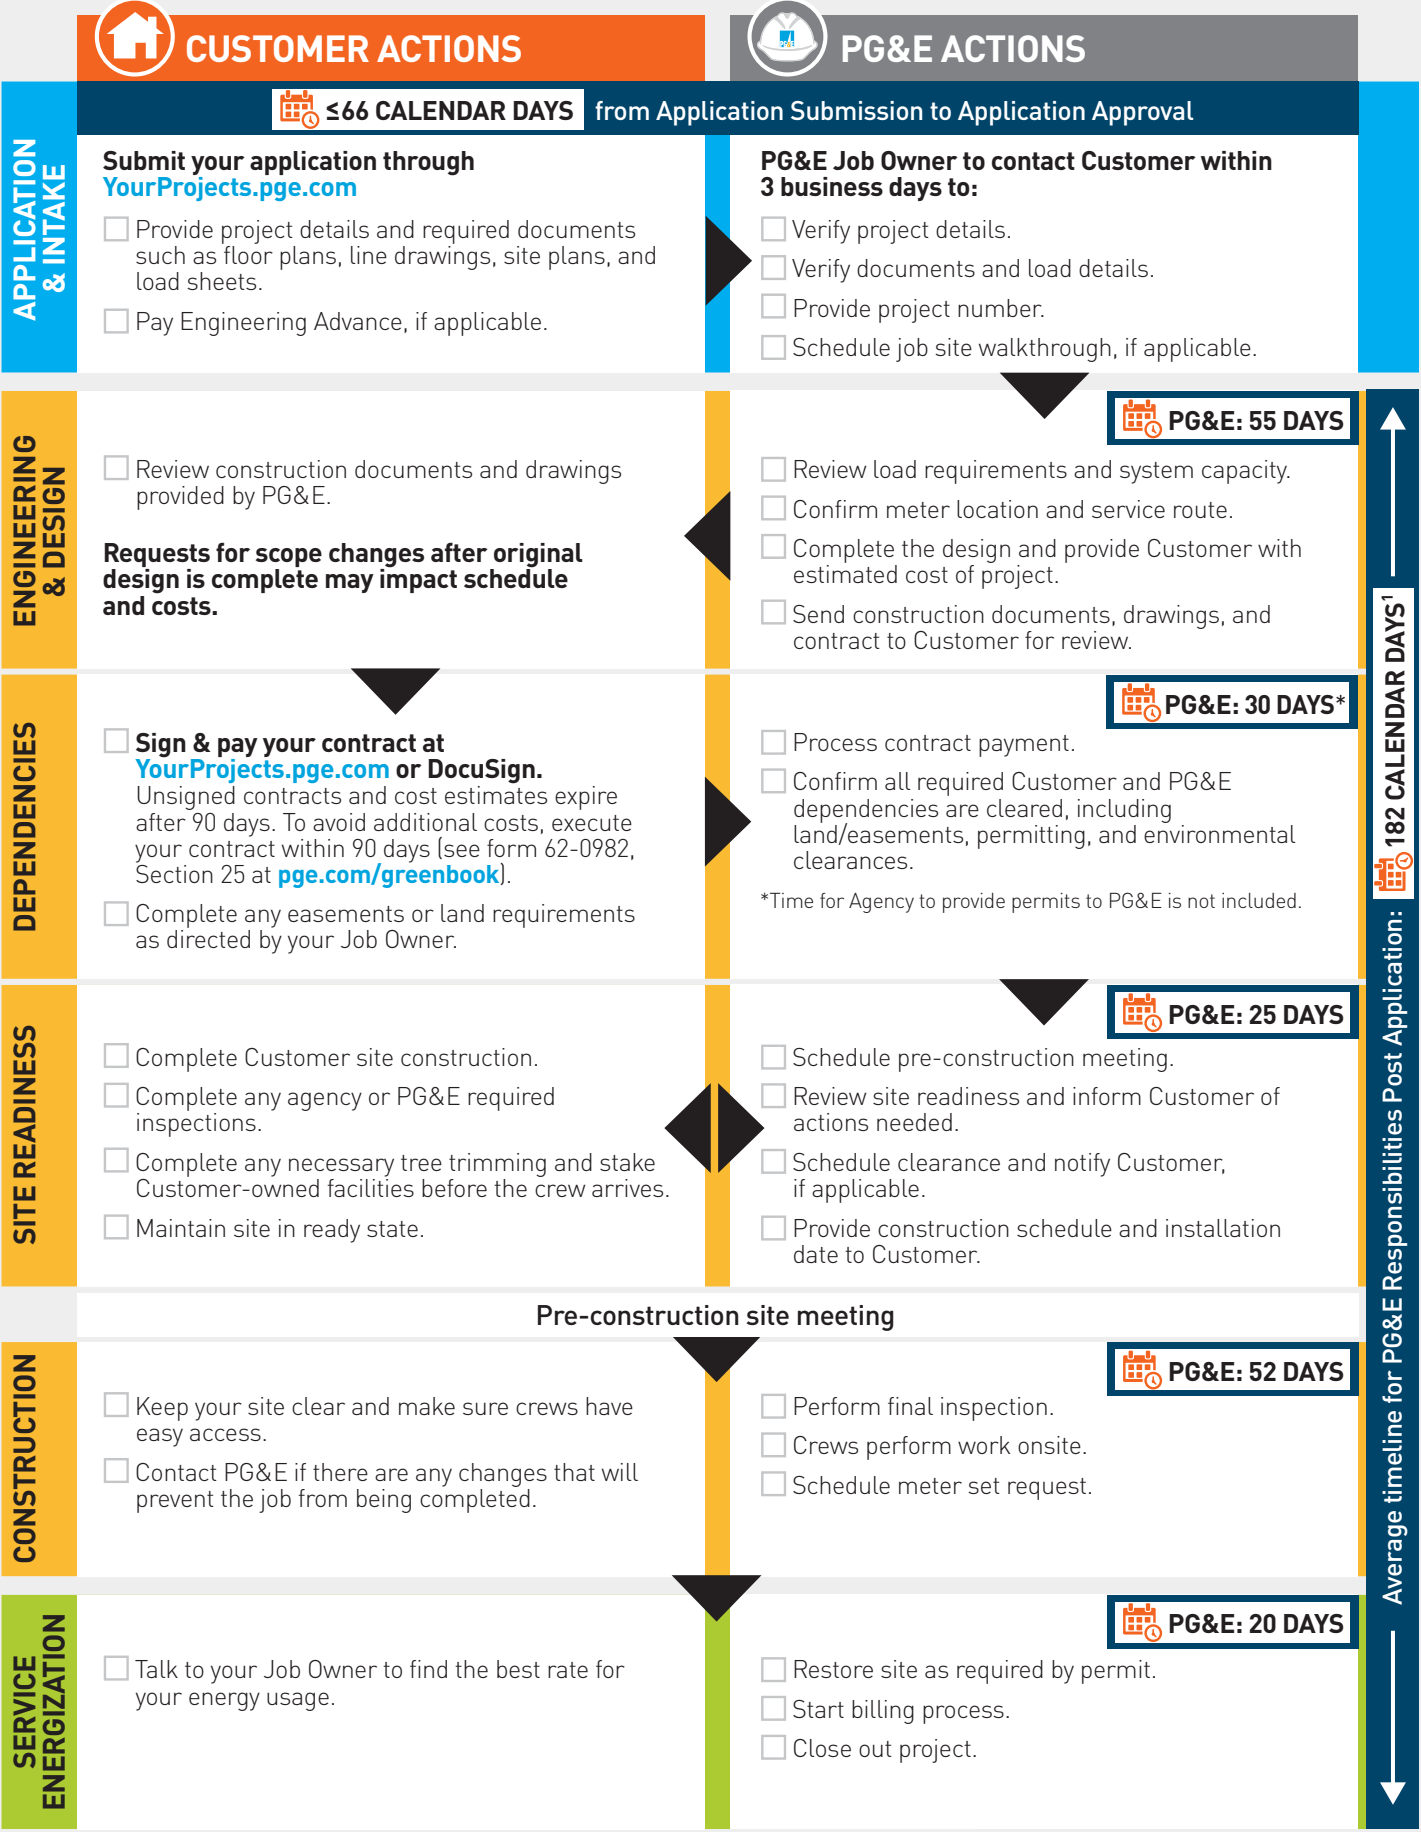 CUSTOMER ACTIONS
PG&E ACTIONS
≤66 CALENDAR DAYS from Application Submission to Application Approval
APPLICATION
& INTAKE
Submit your application through
YourProjects.pge.com
Provide project details and required documents
such as floor plans, line drawings, site plans, and
load sheets.
Pay Engineering Advance, if applicable.
PG&E Job Owner to contact Customer within
3 business days to:
Verify project details.
Verify documents and load details.
Provide project number.
Schedule job site walkthrough, if applicable.
ENGINEERING
& DESIGN
Review construction documents and drawings
provided by PG&E.
Requests for scope changes after original
design is complete may impact schedule
and costs.
PG&E: 55 DAYS
Review load requirements and system capacity.
Confirm meter location and service route.
Complete the design and provide Customer with
estimated cost of project.
Send construction documents, drawings, and
contract to Customer for review.
DEPENDENCIES
Sign & pay your contract at
YourProjects.pge.com or DocuSign.
Unsigned contracts and cost estimates expire
after 90 days. To avoid additional costs, execute
your contract within 90 days (see form 62-0982,
Section 25 at pge.com/greenbook).
Complete any easements or land requirements
as directed by your Job Owner.
PG&E: 30 DAYS*
Process contract payment.
Confirm all required Customer and PG&E
dependencies are cleared, including
land/easements, permitting, and environmental
clearances.
*Time for Agency to provide permits to PG&E is not included.
SITE READINESS
Complete Customer site construction.
Complete any agency or PG&E required
inspections.
Complete any necessary tree trimming and stake
Customer-owned facilities before the crew arrives.
Maintain site in ready state.
PG&E: 25 DAYS
Schedule pre-construction meeting.
Review site readiness and inform Customer of
actions needed.
Schedule clearance and notify Customer,
if applicable.
Provide construction schedule and installation
date to Customer.
Pre-construction site meeting
CONSTRUCTION
Keep your site clear and make sure crews have
easy access.
Contact PG&E if there are any changes that will
prevent the job from being completed.
PG&E: 52 DAYS
Perform final inspection.
Crews perform work onsite.
Schedule meter set request.
SERVICE
ENERGIZATION
Talk to your Job Owner to find the best rate for
your energy usage.
PG&E: 20 DAYS
Restore site as required by permit.
Start billing process.
Close out project.
Average timeline for PG&E Responsibilities Post Application: 182 CALENDAR DAYS¹